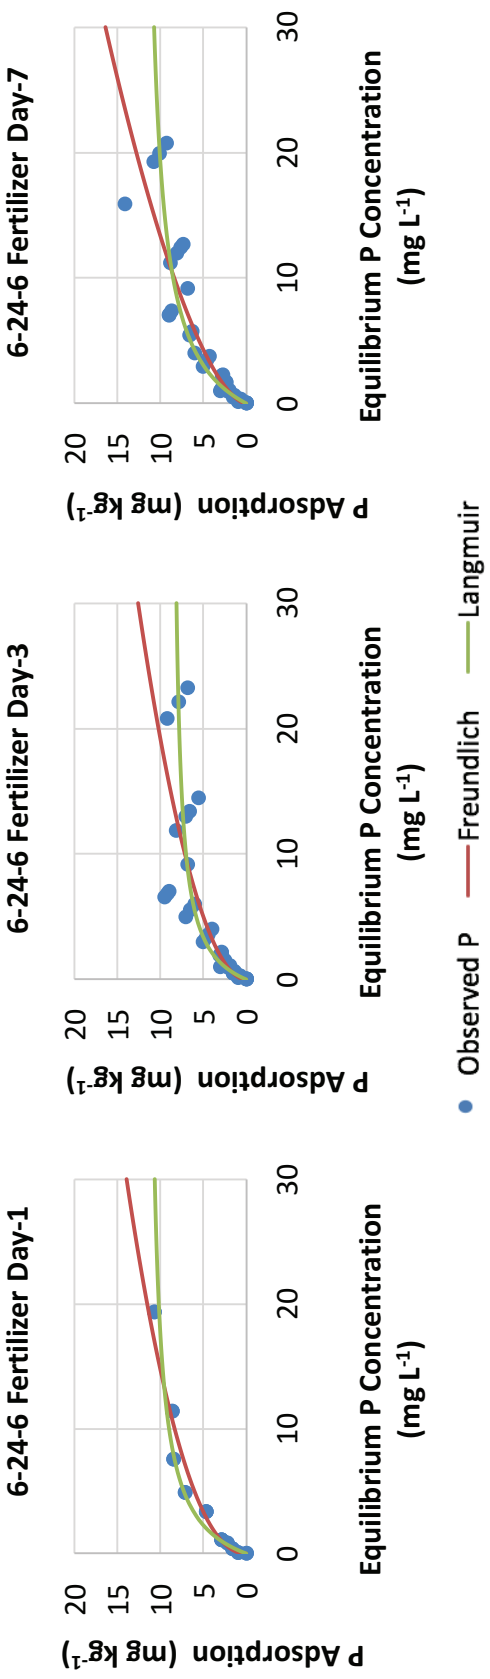 6-24-6 Fertilizer Day-1
20
15
10
5
0
P Adsorption (mg kg-1)
0 10 20 30
Equilibrium P Concentration
(mg L-1)
6-24-6 Fertilizer Day-3
20
15
10
5
0
P Adsorption (mg kg-1)
0 10 20 30
Equilibrium P Concentration
(mg L-1)
6-24-6 Fertilizer Day-7
20
15
10
5
0
P Adsorption (mg kg-1)
0 10 20 30
Equilibrium P Concentration
(mg L-1)
Observed P Freundlich Langmuir